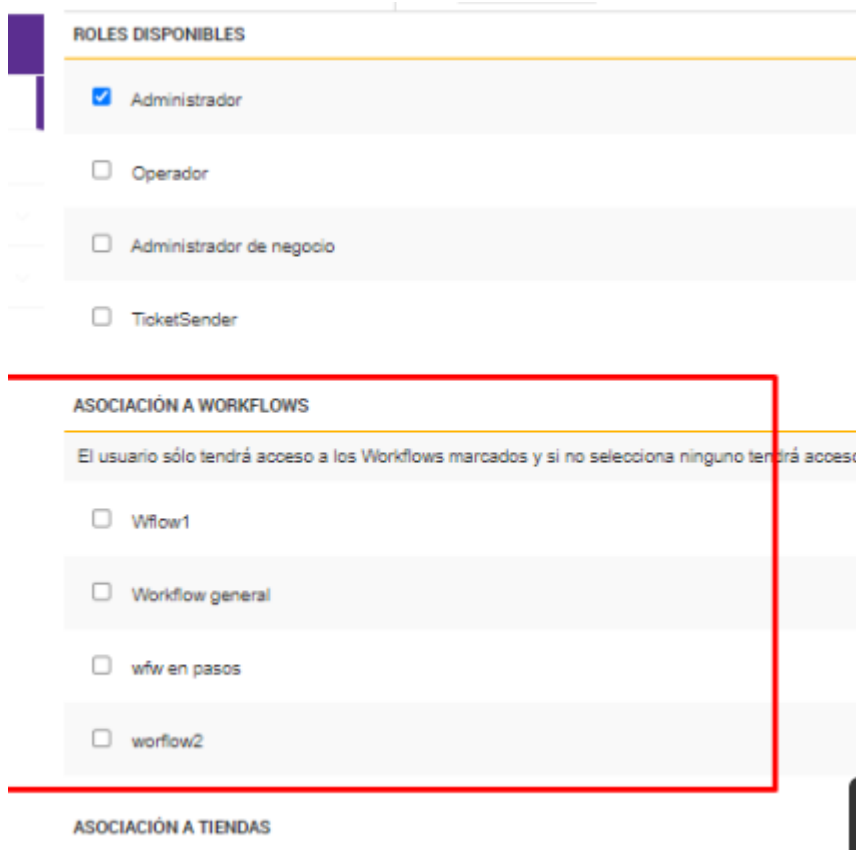 ROLES DISPONIBLES
Administrador
Operador
Administrador de negocio
TicketSender
ASOCIACIÓN A WORKFLOWS
El usuario sólo tendrá acceso a los Workflows marcados y si no selecciona ninguno tendrá acceso
Wflow1
Workflow general
wfw en pasos
worflow2
ASOCIACIÓN A TIENDAS